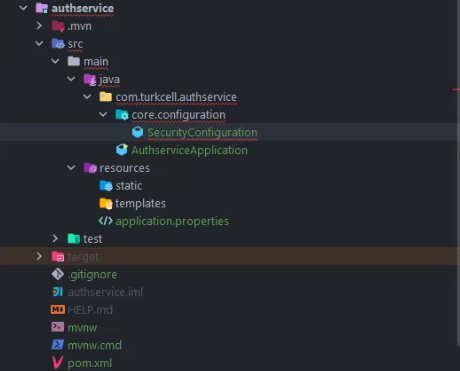 authservice
.mvn
src
main
java
com.turkcell.authservice
core.configuration
SecurityConfiguration
AuthserviceApplication
resources
static
templates
application.properties
test
target
.gitignore
authservice.iml
HELP.md
mvnw
mvnw.cmd
pom.xml